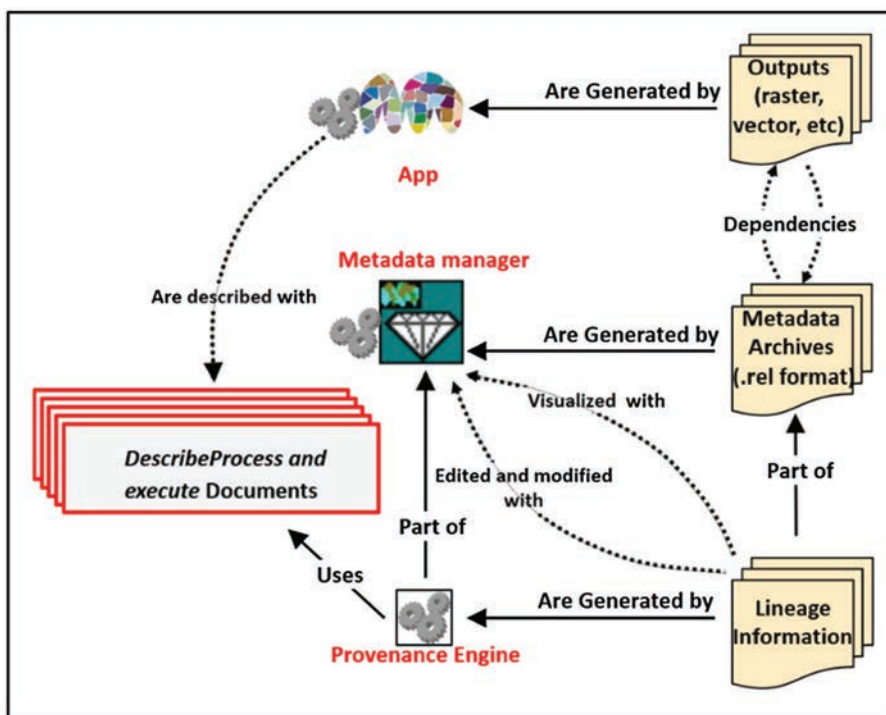 Outputs
(raster,
vector, etc)
Are Generated by
App
Dependencies
Metadata manager
Are described with
Metadata
Archives
(.rel format)
Are Generated by
Visualized with
DescribeProcess and
execute Documents
Edited and modified
with
Part of
Part of
Uses
Are Generated by
Lineage
Information
Provenance Engine